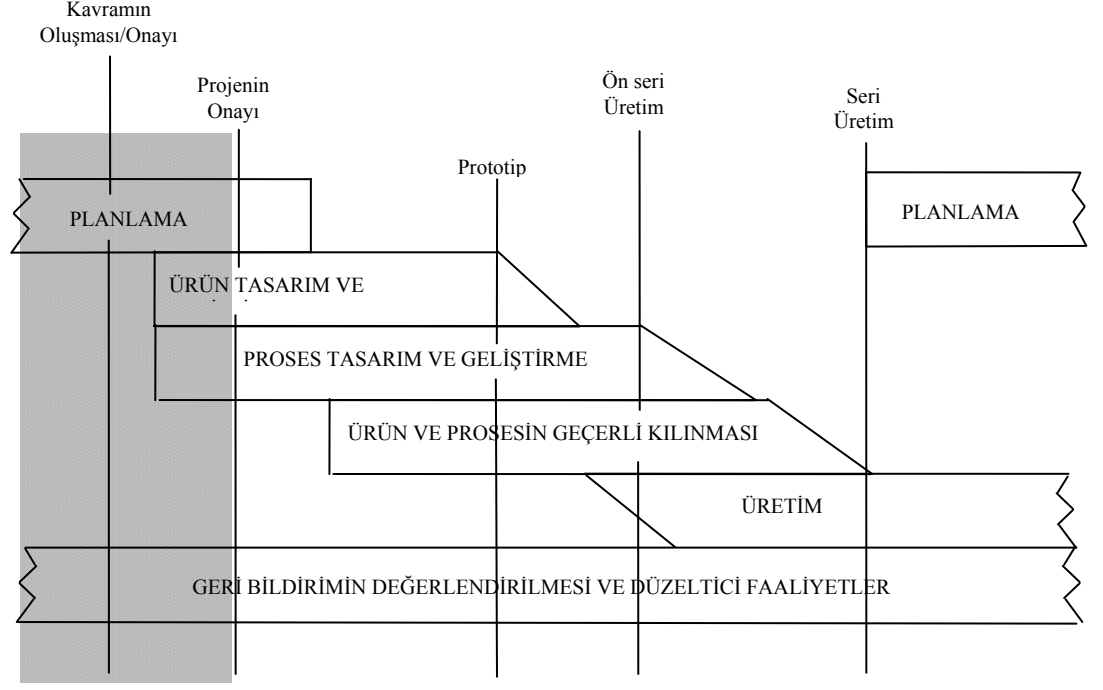 Kavramın
Oluşması/Onayı
Projenin
Onayı
Prototip
Ön seri
Üretim
Seri
Üretim
PLANLAMA
PLANLAMA
ÜRÜN TASARIM VE
PROSES TASARIM VE GELİŞTİRME
ÜRÜN VE PROSESİN GEÇERLİ KILINMASI
ÜRETİM
GERİ BİLDİRİMİN DEĞERLENDİRİLMESİ VE DÜZELTİCİ FAALİYETLER